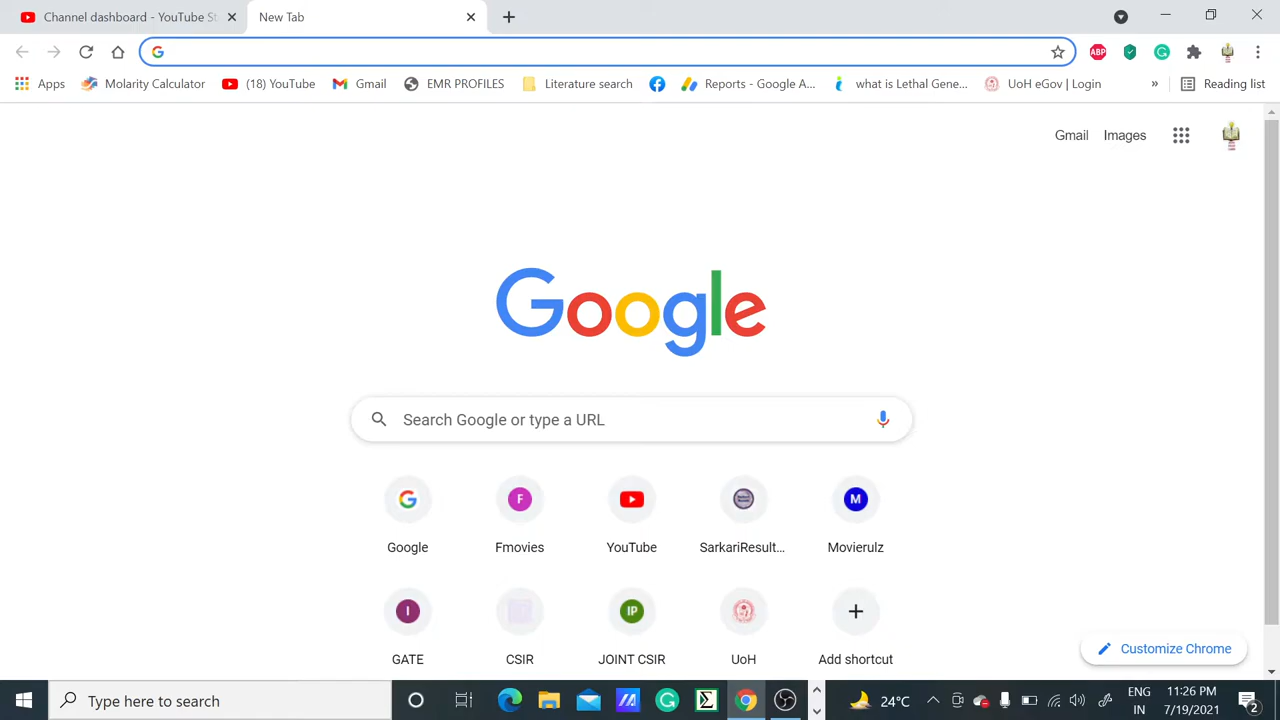 Channel dashboard - YouTube St
New Tab
ABP
Apps
Molarity Calculator
(18) YouTube
Gmail
EMR PROFILES
Literature search
Reports - Google A...
what is Lethal Gene...
UoH eGov | Login
»
Reading list
Gmail
Images
Google
Search Google or type a URL
F
M
Google
Fmovies
YouTube
SarkariResult...
Movierulz
I
IP
GATE
CSIR
JOINT CSIR
UoH
Add shortcut
Customize Chrome
Type here to search
24°C
ENG
IN
11:26 PM
7/19/2021
2